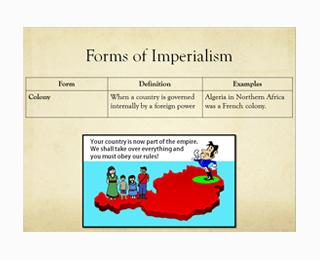 Forms of Imperialism
Form Definition Examples
Colony When a country is governed Algeria in Northern Africa
internally by a foreign power was a French colony.
Your country is now part of the empire.
We shall take over everything and
you must obey our rules!